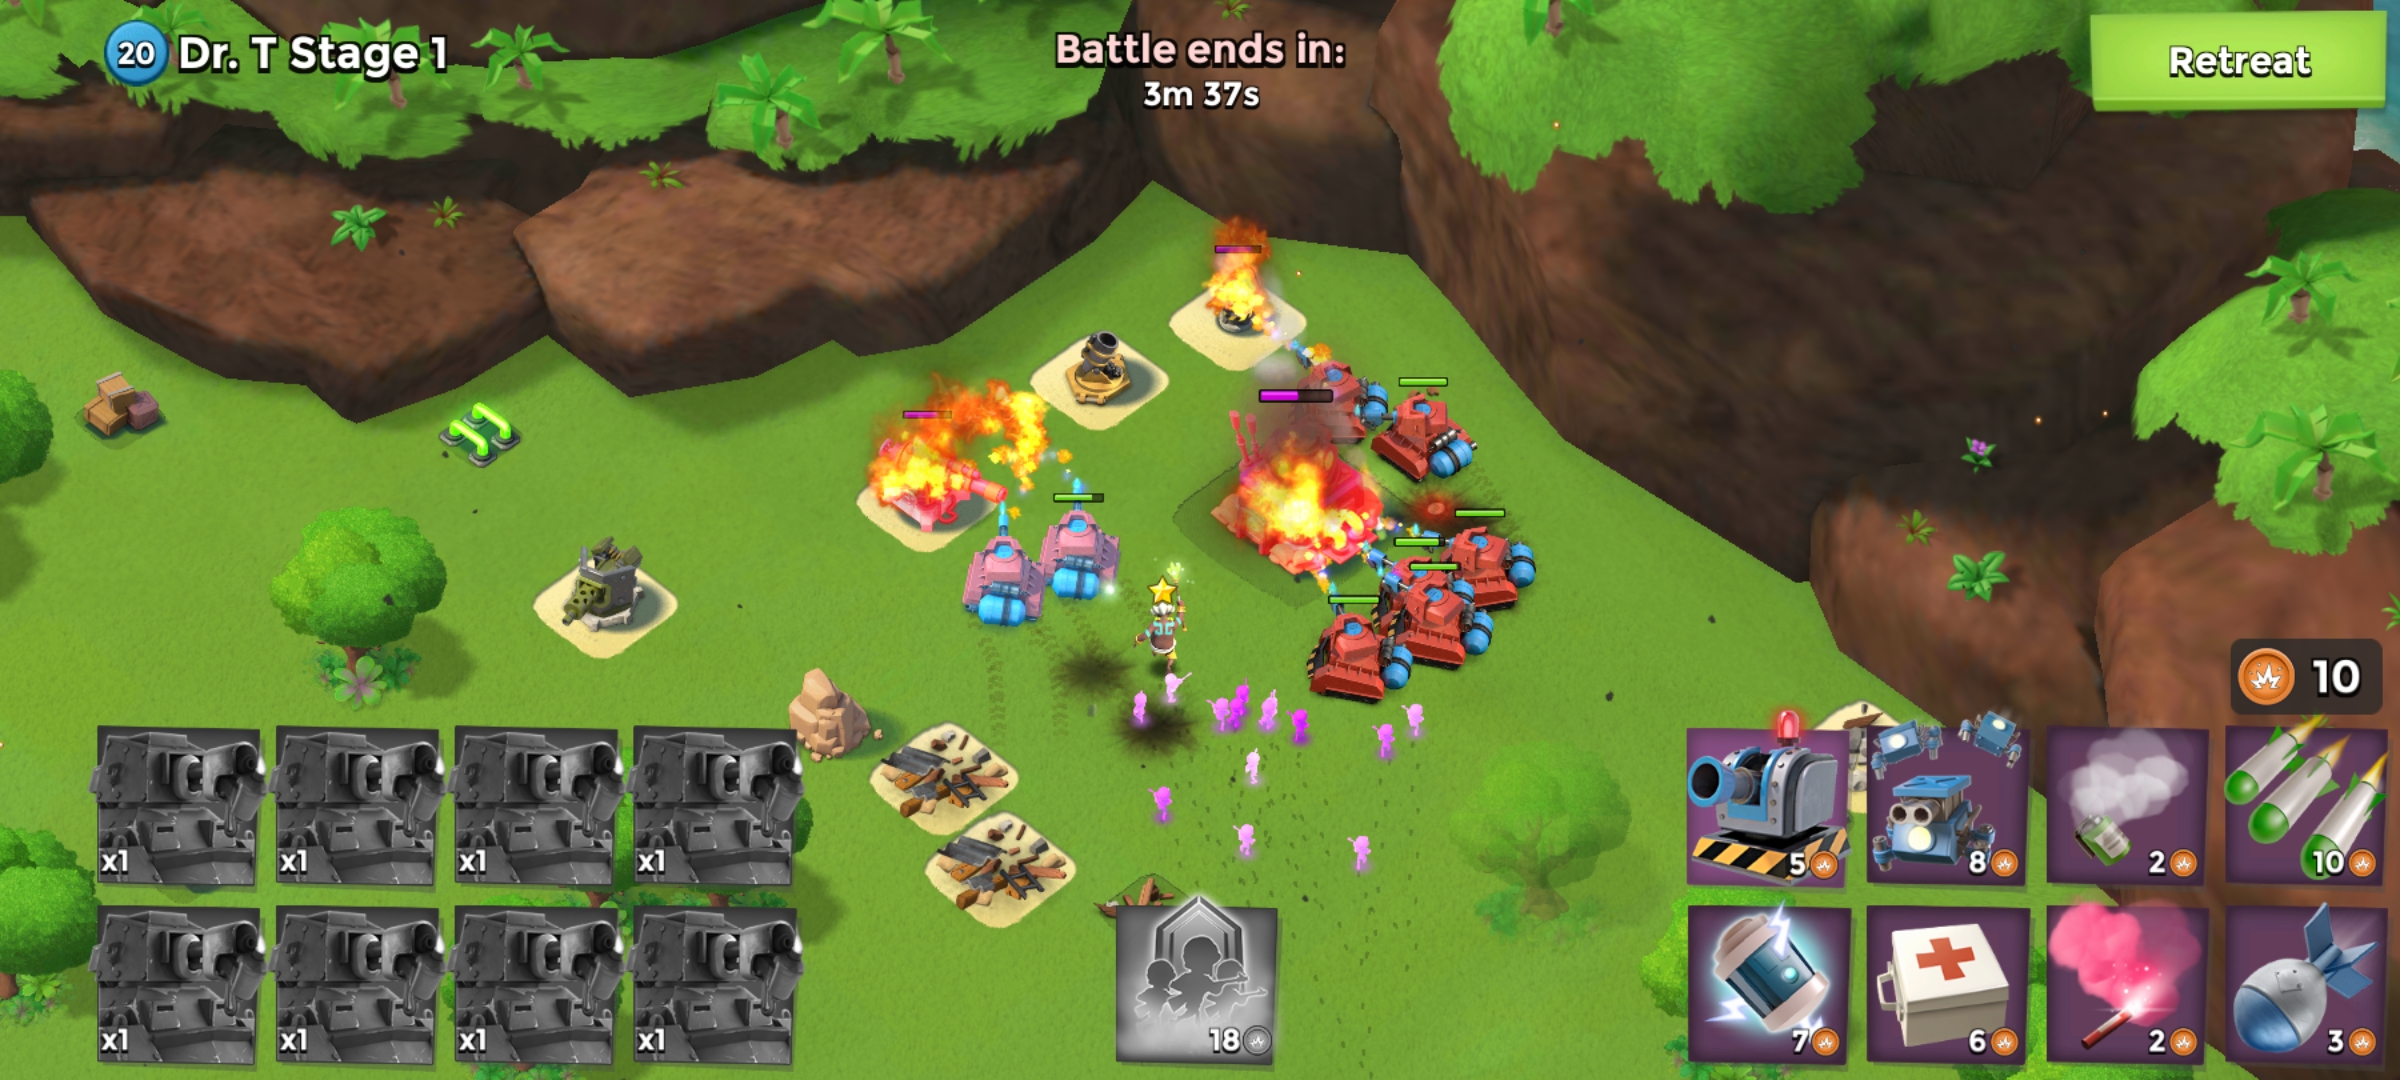 20 Dr. T Stage 1
Battle ends in:
3m 37s
Retreat
10
x1 x1 x1 x1
5 8 2 10
x1 x1 x1 x1
18
7 6 2 3